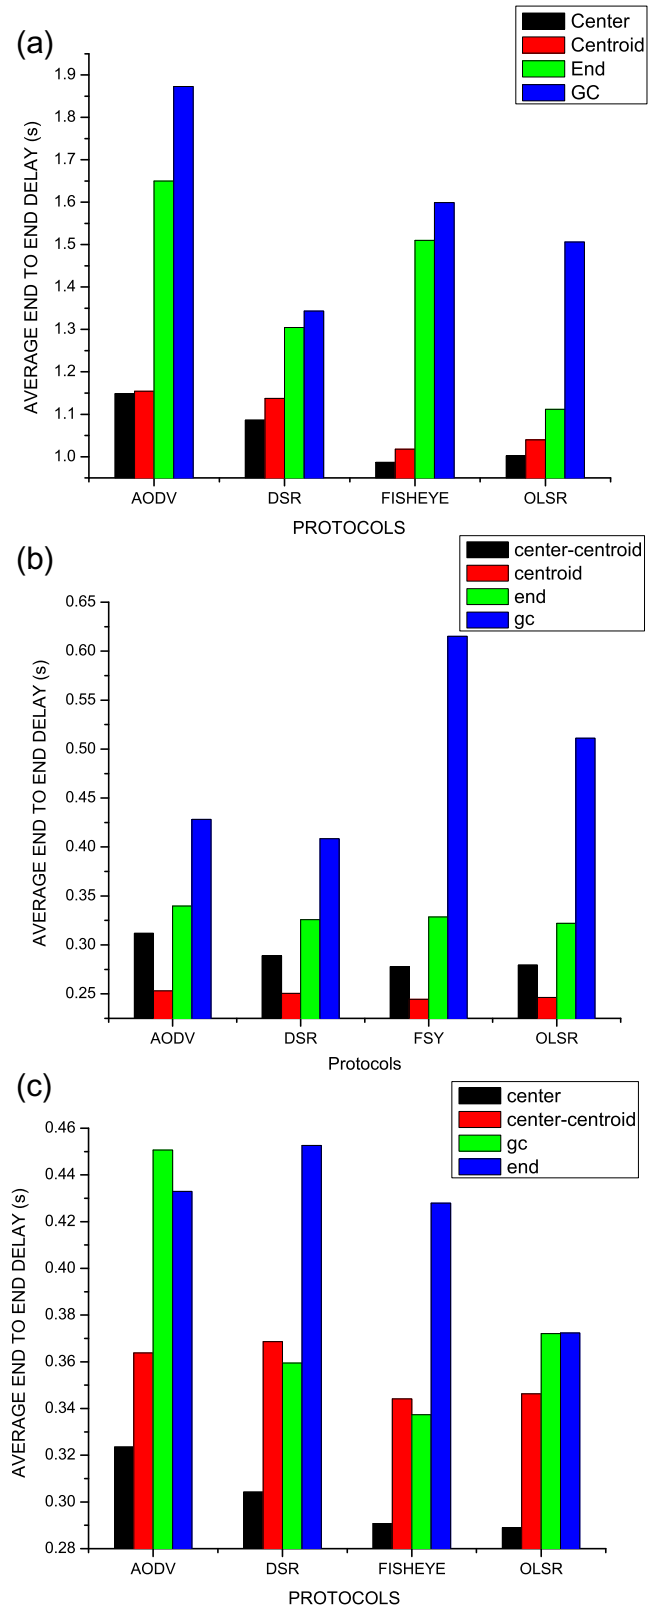 (a)
Center
Centroid
End
GC
AVERAGE END TO END DELAY (s)
1.9
1.8
1.7
1.6
1.5
1.4
1.3
1.2
1.1
1.0
AODV DSR FISHEYE OLSR
PROTOCOLS
(b)
center-centroid
centroid
end
gc
AVERAGE END TO END DELAY (s)
0.65
0.60
0.55
0.50
0.45
0.40
0.35
0.30
0.25
AODV DSR FSY OLSR
Protocols
(c)
center
center-centroid
gc
end
AVERAGE END TO END DELAY (s)
0.46
0.44
0.42
0.40
0.38
0.36
0.34
0.32
0.30
0.28
AODV DSR FISHEYE OLSR
PROTOCOLS